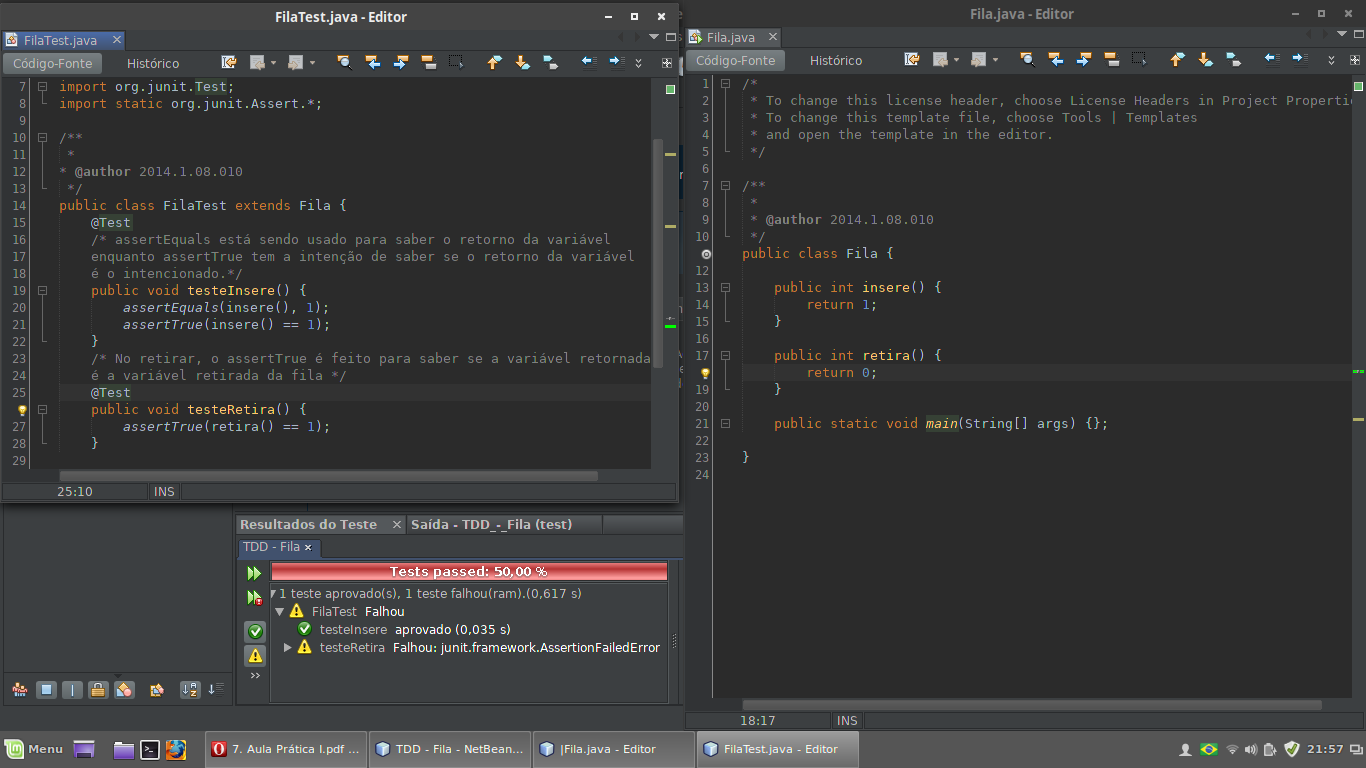 FilaTest.java - Editor
FilaTest.java
Código-Fonte
Histórico
7 import org.junit.Test;
8 import static org.junit.Assert.*;
9
10 /**
11 *
12 * @author 2014.1.08.010
13 */
14 public class FilaTest extends Fila {
15 @Test
16 /* assertEquals está sendo usado para saber o retorno da variável
17 enquanto assertTrue tem a intenção de saber se o retorno da variável
18 é o intencionado.*/
19 public void testeInsere() {
20 assertEquals(insere(), 1);
21 assertTrue(insere() == 1);
22 }
23 /* No retirar, o assertTrue é feito para saber se a variável retornada
24 é a variável retirada da fila */
25 @Test
public void testeRetira() {
27 assertTrue(retira() == 1);
28 }
29
25:10
INS
Fila.java - Editor
Fila.java
Código-Fonte
Histórico
1 /*
2 * To change this license header, choose License Headers in Project Properti
3 * To change this template file, choose Tools | Templates
4 * and open the template in the editor.
5 */
6
7 /**
8 *
9 * @author 2014.1.08.010
10 */
public class Fila {
12
13 public int insere() {
14 return 1;
15 }
16
17 public int retira() {
return 0;
19 }
20
21 public static void main(String[] args) {};
22
23 }
24
18:17
INS
Resultados do Teste
Saída - TDD_-_Fila (test)
TDD - Fila
Tests passed: 50,00 %
1 teste aprovado(s), 1 teste falhou(ram).(0,617 s)
FilaTest Falhou
testeInsere aprovado (0,035 s)
testeRetira Falhou: junit.framework.AssertionFailedError
Menu
7. Aula Prática I.pdf ...
TDD - Fila - NetBean...
|Fila.java - Editor
FilaTest.java - Editor
21:57